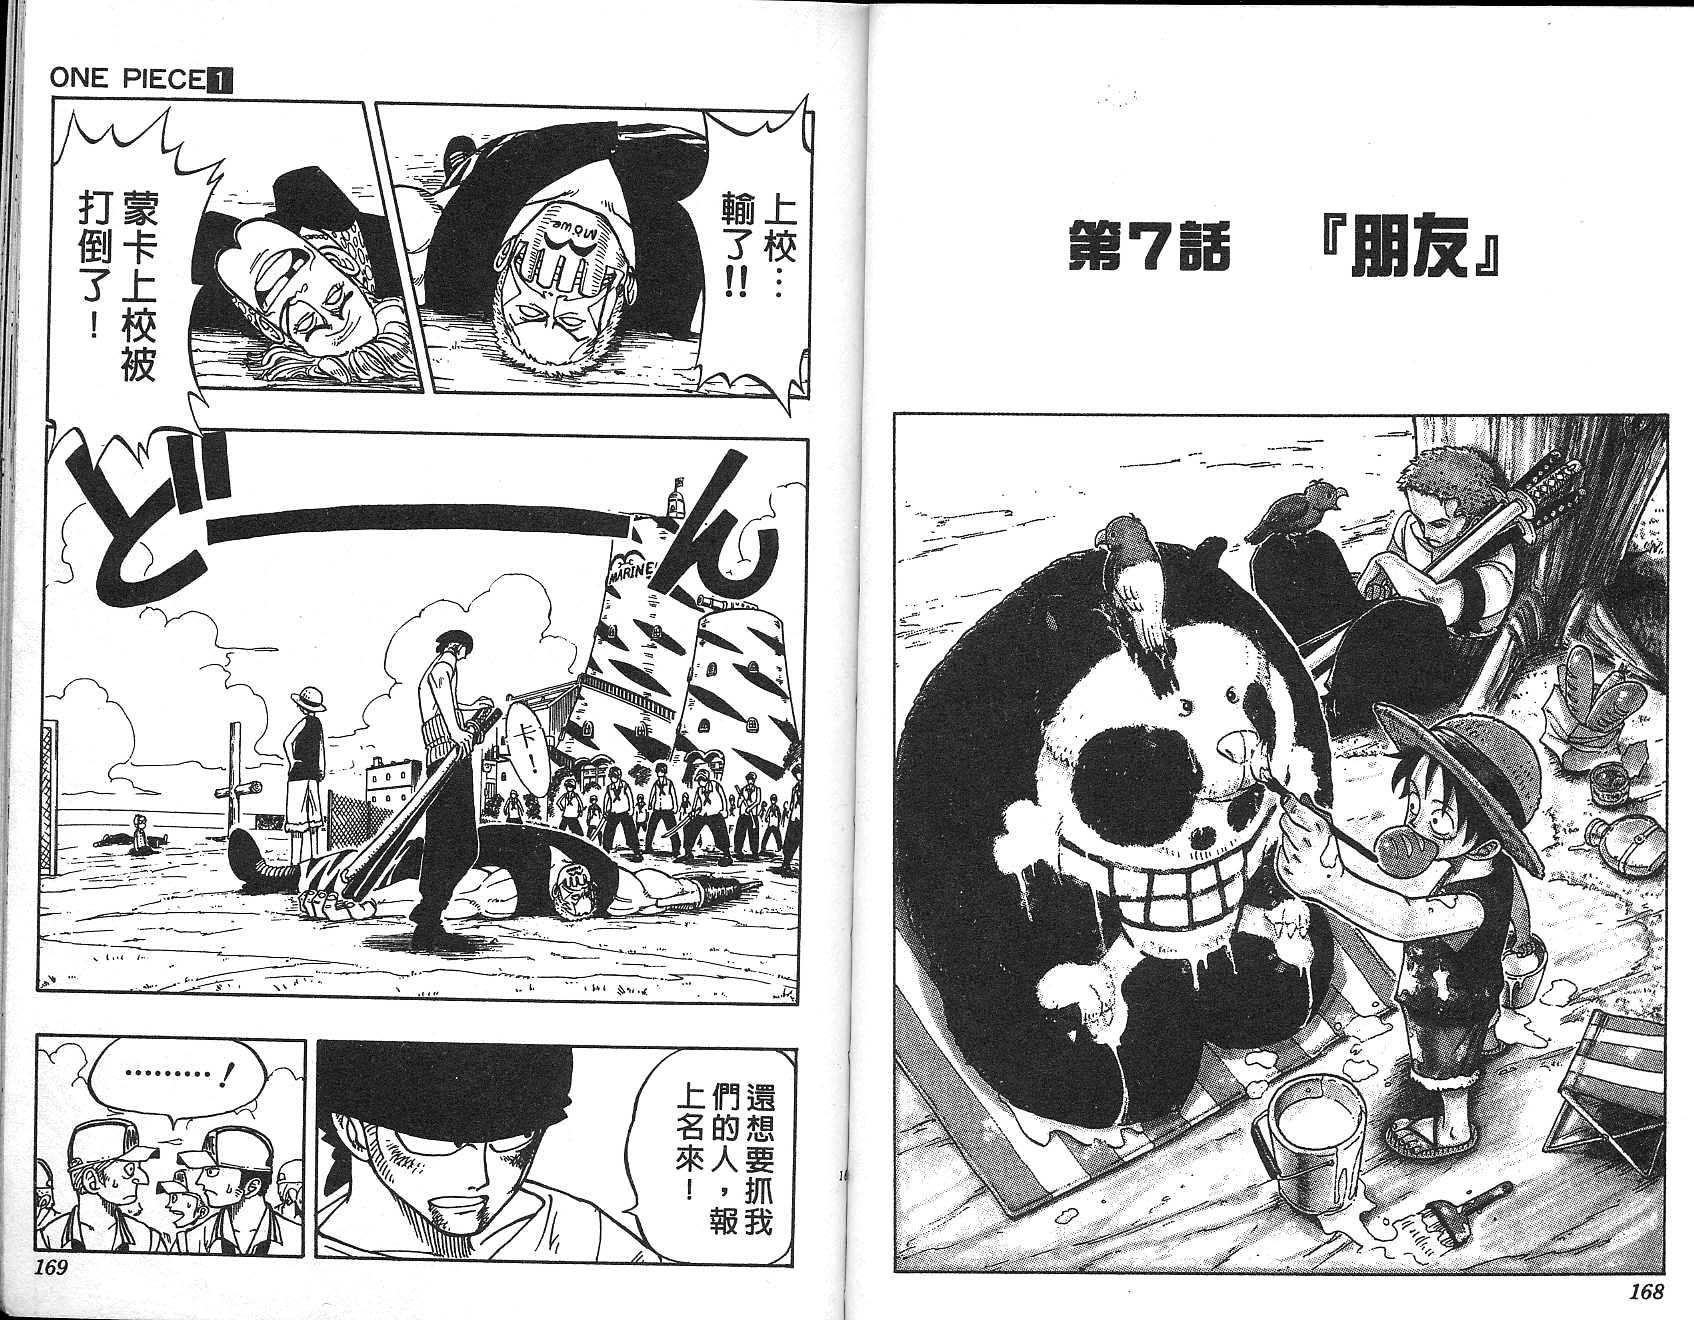 第7話 『朋友』
168
ONE PIECE 1
上校…
輸了!!
MOWE
蒙卡上校被
打倒了!
どーん
MARINE
卡!
還想要抓我
們的人，報
上名來!
………!
169